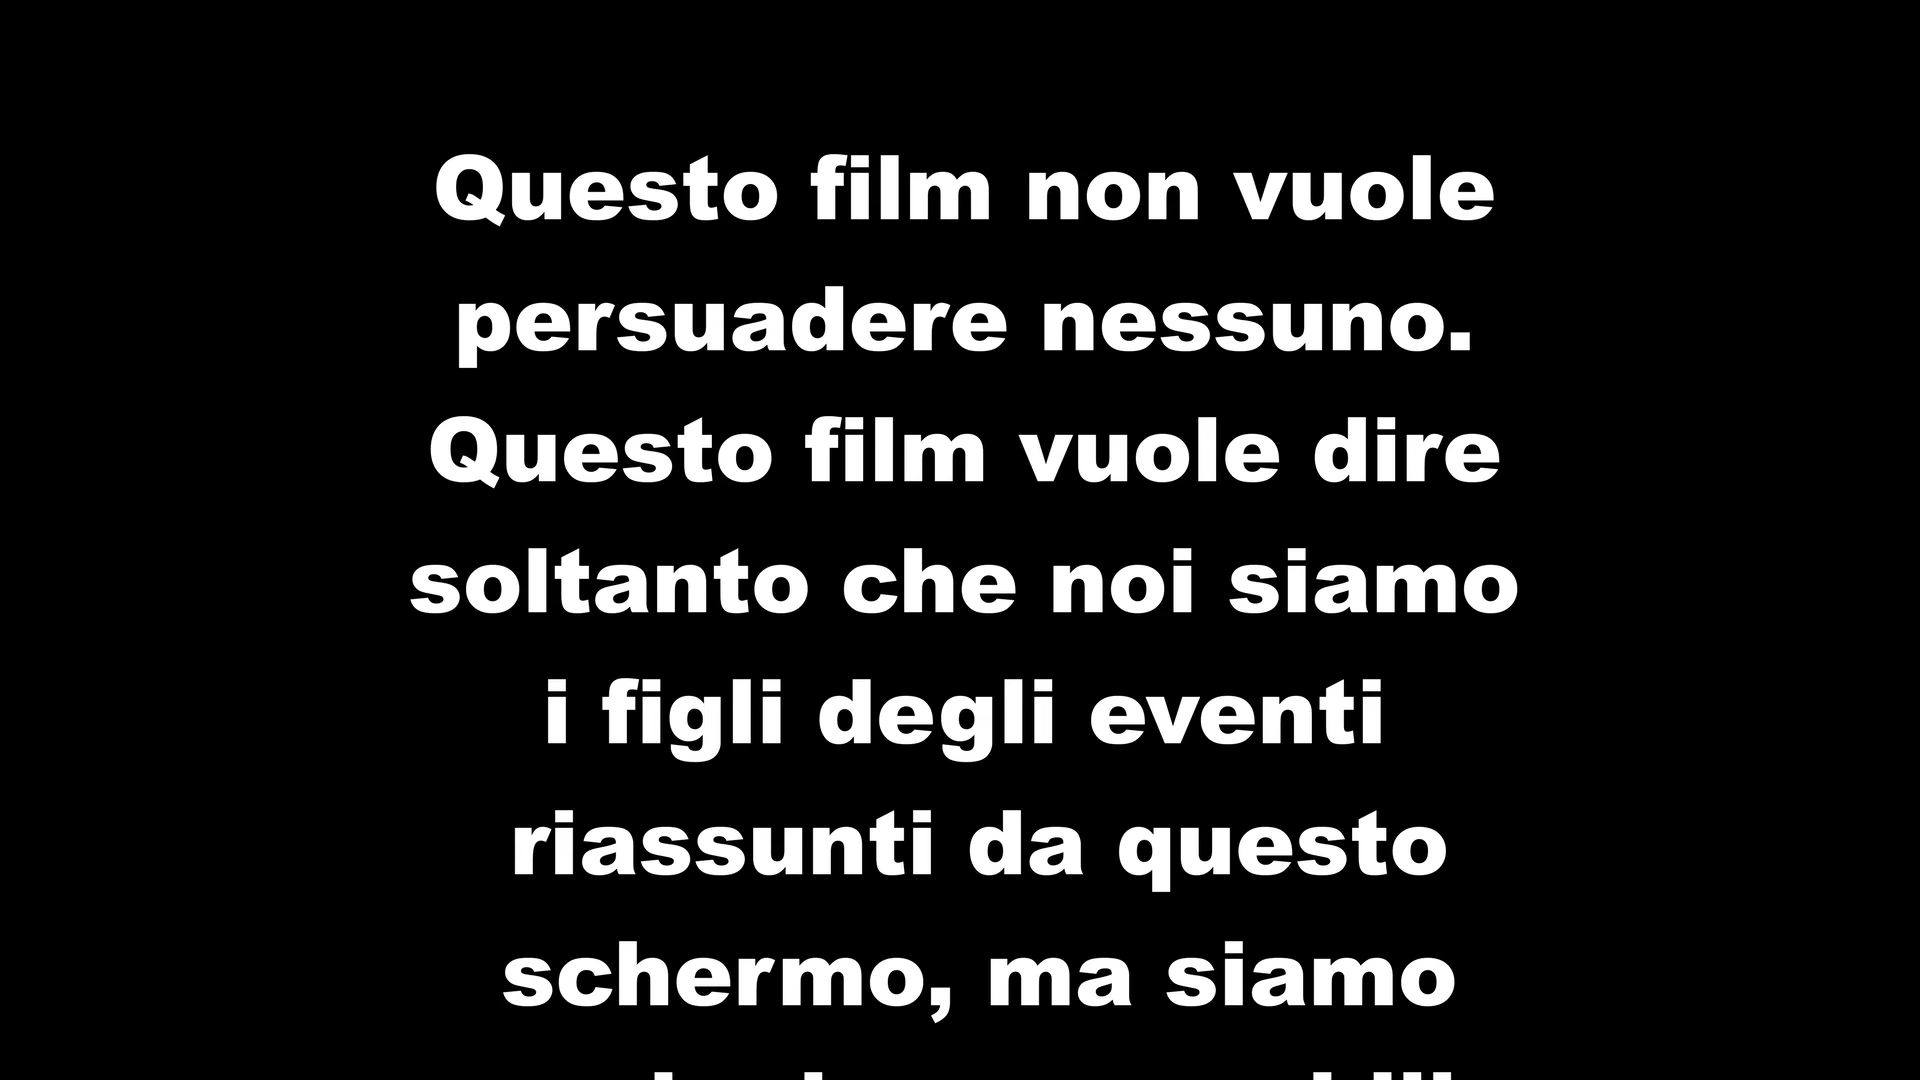 Questo film non vuole
persuadere nessuno.
Questo film vuole dire
soltanto che noi siamo
i figli degli eventi
riassunti da questo
schermo, ma siamo